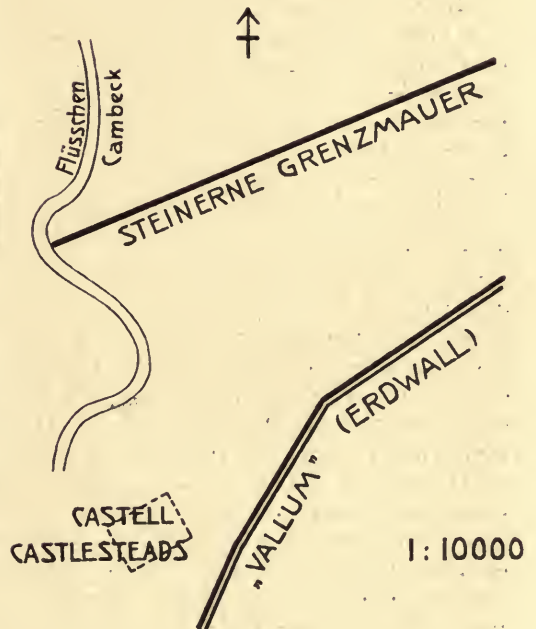 Flüsschen
Cambeck
STEINERNE GRENZMAUER
(ERDWALL)
„VALLUM"
CASTELL
CASTLESTEADS
1:10000